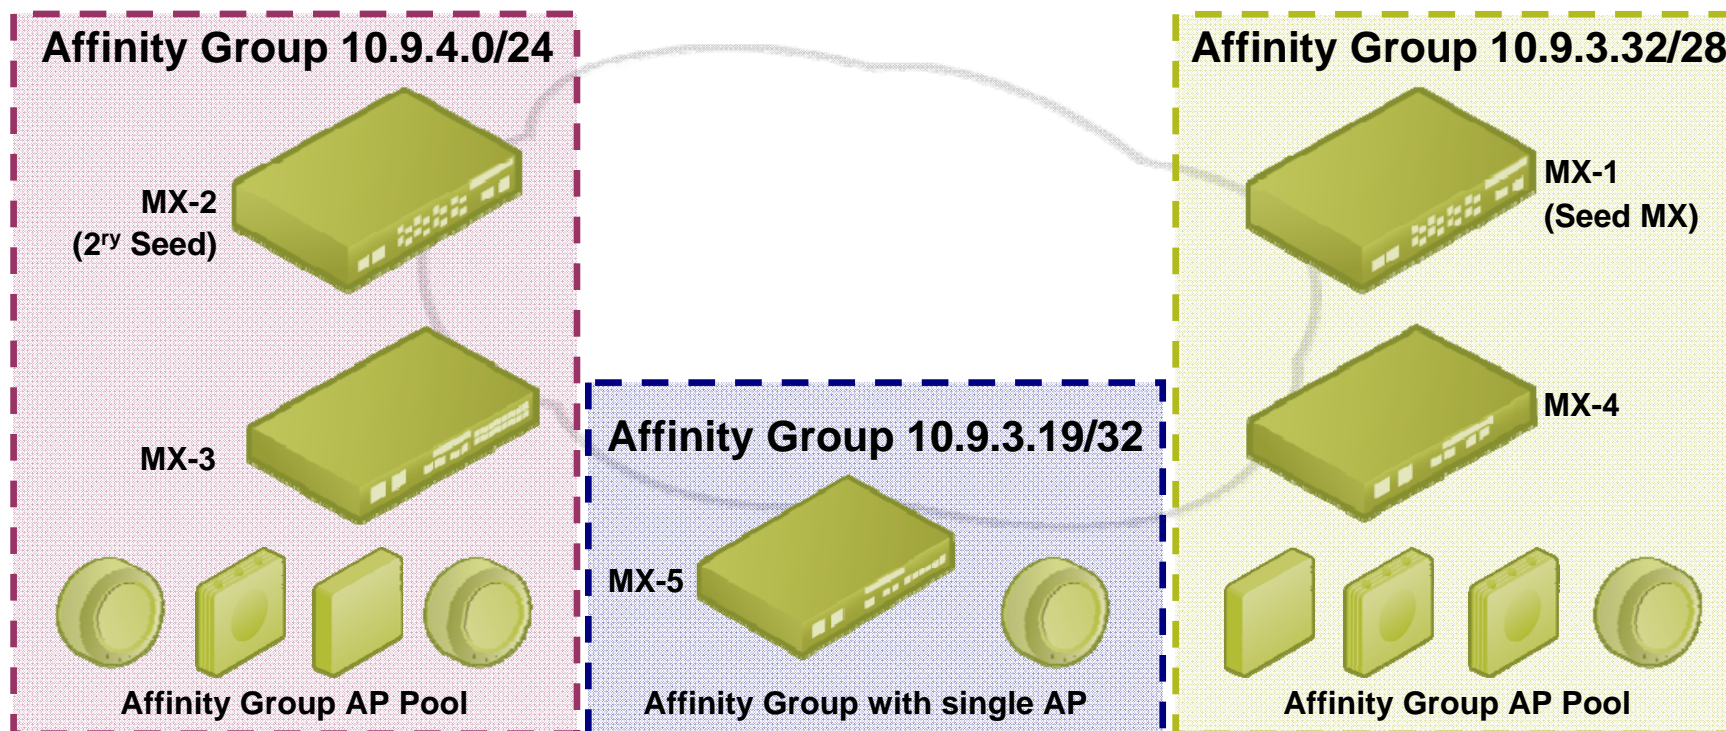 Affinity Group 10.9.4.0/24
MX-2
(2ry Seed)
MX-3
Affinity Group AP Pool
Affinity Group 10.9.3.19/32
MX-5
Affinity Group with single AP
Affinity Group 10.9.3.32/28
MX-1
(Seed MX)
MX-4
Affinity Group AP Pool